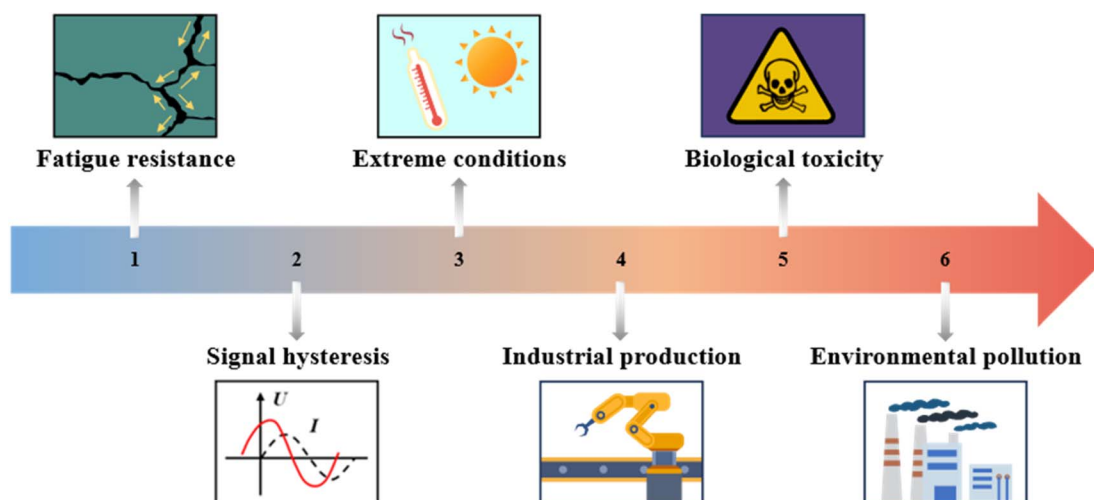 Fatigue resistance
Extreme conditions
Biological toxicity
1
2
3
4
5
6
Signal hysteresis
Industrial production
Environmental pollution
U
I